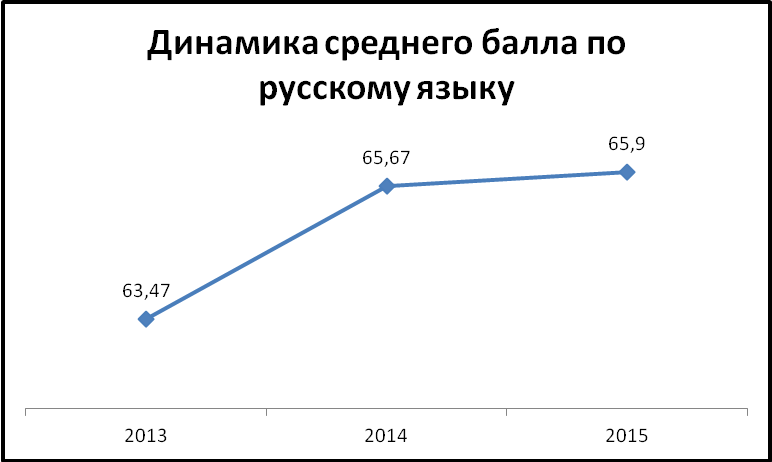 Динамика среднего балла по
русскому языку
65,9
65,67
63,47
2013 2014 2015